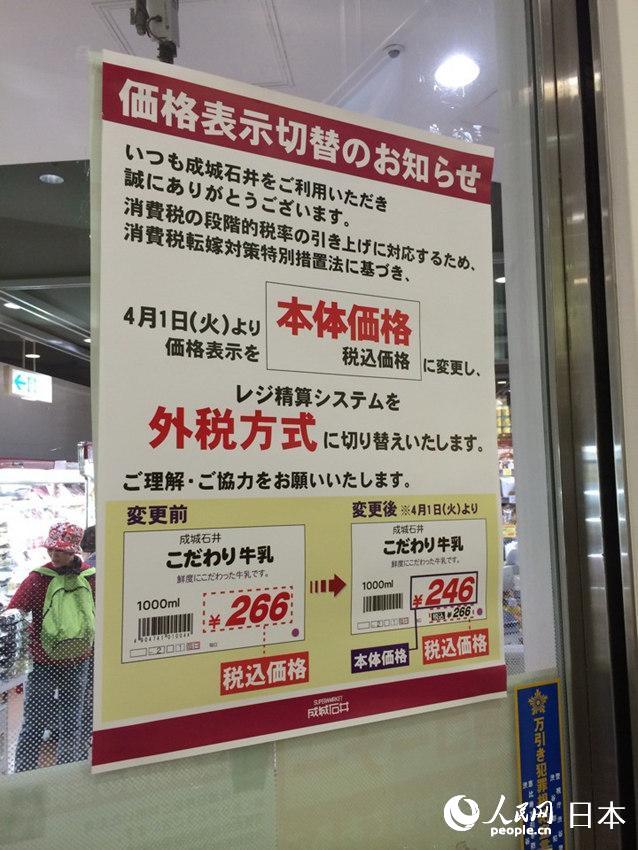 価格表示切替のお知らせ
いつも成城石井をご利用いただき
誠にありがとうございます。
消費税の段階的税率の引き上げに対応するため、
消費税転嫁対策特別措置法に基づき、
4月1日(火)より
価格表示を
本体価格
税込価格
に変更し、
レジ精算システムを
外税方式に切り替えいたします。
ご理解・ご協力をお願いいたします。
変更前
成城石井
こだわり牛乳
鮮度にこだわった牛乳です。
1000ml
¥266
税込価格
変更後 ※4月1日(火)より
成城石井
こだわり牛乳
鮮度にこだわった牛乳です。
1000ml
¥246
税込 ¥266
本体価格
税込価格
SUPERMARKET
成城石井
万引き犯罪
人民网 日本
people.cn